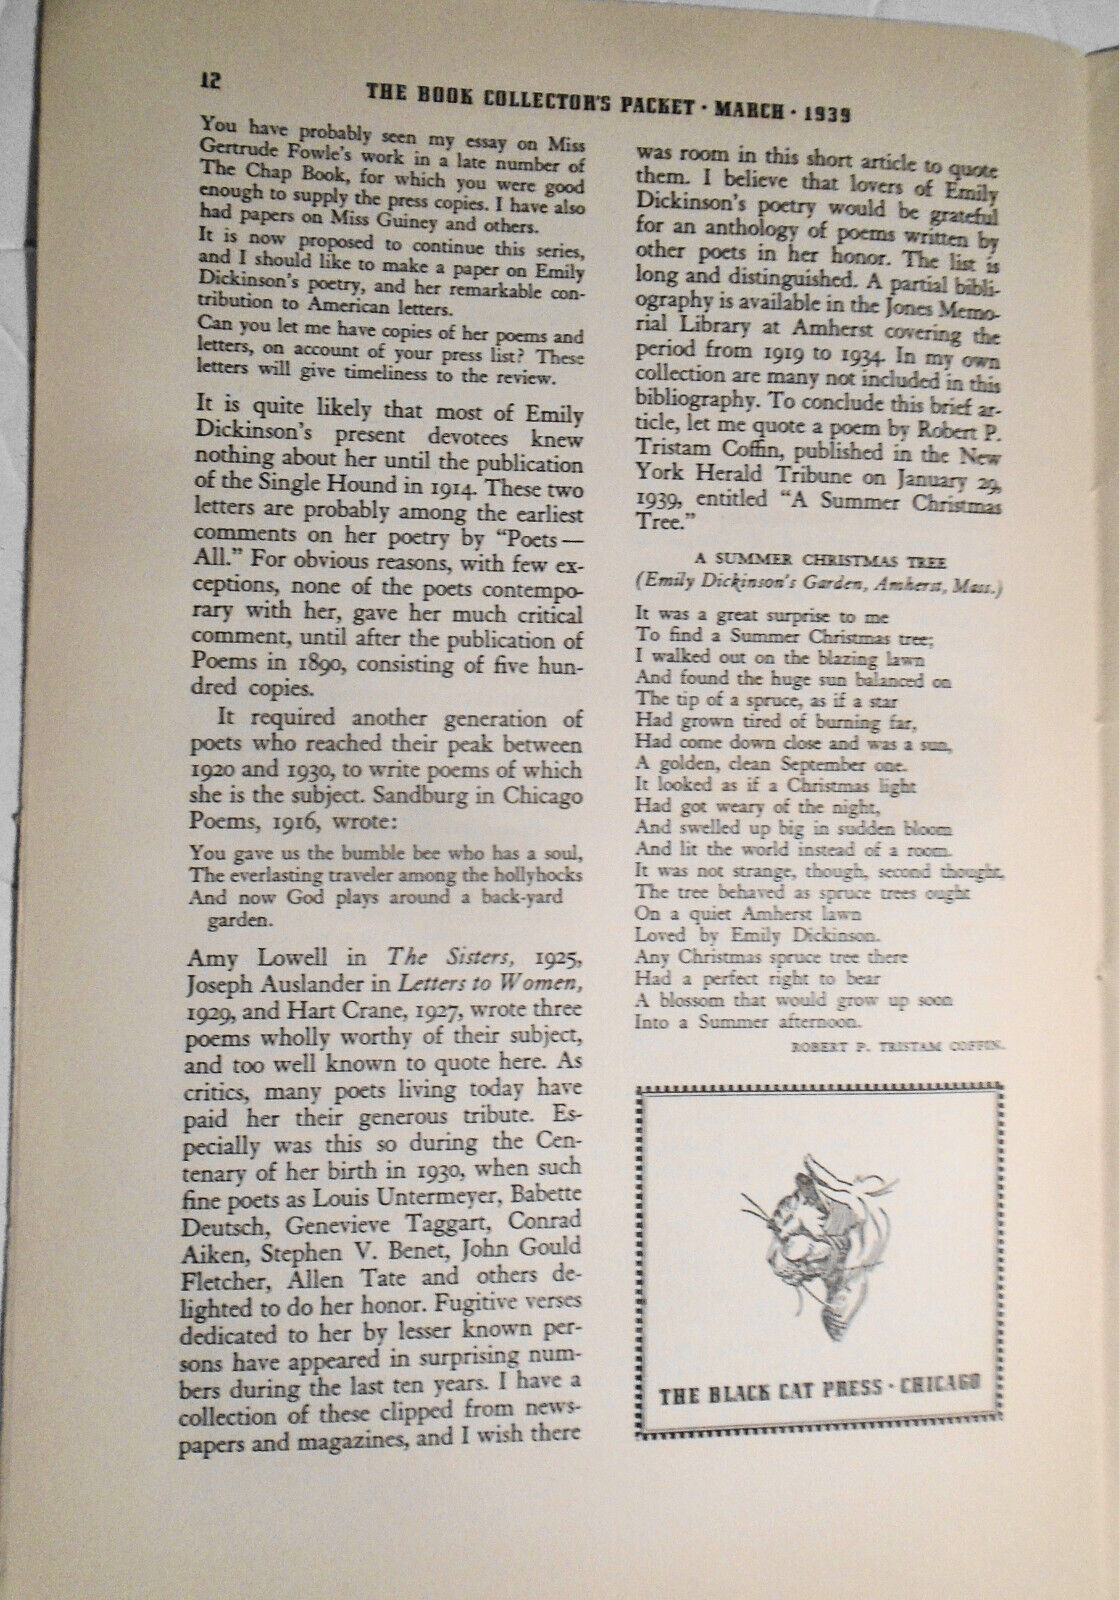 12
THE BOOK COLLECTOR'S PACKET · MARCH · 1939
You have probably seen my essay on Miss
Gertrude Fowle's work in a late number of
The Chap Book, for which you were good
enough to supply the press copies. I have also
had papers on Miss Guiney and others.
It is now proposed to continue this series,
and I should like to make a paper on Emily
Dickinson's poetry, and her remarkable con-
tribution to American letters.
Can you let me have copies of her poems and
letters, on account of your press list? These
letters will give timeliness to the review.
It is quite likely that most of Emily
Dickinson's present devotees knew
nothing about her until the publication
of the Single Hound in 1914. These two
letters are probably among the earliest
comments on her poetry by "Poets—
All." For obvious reasons, with few ex-
ceptions, none of the poets contempo-
rary with her, gave her much critical
comment, until after the publication of
Poems in 1890, consisting of five hun-
dred copies.
It required another generation of
poets who reached their peak between
1920 and 1930, to write poems of which
she is the subject. Sandburg in Chicago
Poems, 1916, wrote:
You gave us the bumble bee who has a soul,
The everlasting traveler among the hollyhocks
And now God plays around a back-yard
garden.
Amy Lowell in The Sisters, 1925,
Joseph Auslander in Letters to Women,
1929, and Hart Crane, 1927, wrote three
poems wholly worthy of their subject,
and too well known to quote here. As
critics, many poets living today have
paid her their generous tribute. Es-
pecially was this so during the Cen-
tenary of her birth in 1930, when such
fine poets as Louis Untermeyer, Babette
Deutsch, Genevieve Taggart, Conrad
Aiken, Stephen V. Benet, John Gould
Fletcher, Allen Tate and others de-
lighted to do her honor. Fugitive verses
dedicated to her by lesser known per-
sons have appeared in surprising num-
bers during the last ten years. I have a
collection of these clipped from news-
papers and magazines, and I wish there
was room in this short article to quote
them. I believe that lovers of Emily
Dickinson's poetry would be grateful
for an anthology of poems written by
other poets in her honor. The list is
long and distinguished. A partial bibli-
ography is available in the Jones Memo-
rial Library at Amherst covering the
period from 1919 to 1934. In my own
collection are many not included in this
bibliography. To conclude this brief ar-
ticle, let me quote a poem by Robert P.
Tristam Coffin, published in the New
York Herald Tribune on January 29,
1939, entitled "A Summer Christmas
Tree."
A SUMMER CHRISTMAS TREE
(Emily Dickinson's Garden, Amherst, Mass.)
It was a great surprise to me
To find a Summer Christmas tree;
I walked out on the blazing lawn
And found the huge sun balanced on
The tip of a spruce, as if a star
Had grown tired of burning far,
Had come down close and was a sun,
A golden, clean September one.
It looked as if a Christmas light
Had got weary of the night,
And swelled up big in sudden bloom
And lit the world instead of a room.
It was not strange, though, second thought,
The tree behaved as spruce trees ought
On a quiet Amherst lawn
Loved by Emily Dickinson.
Any Christmas spruce tree there
Had a perfect right to bear
A blossom that would grow up soon
Into a Summer afternoon.
ROBERT P. TRISTAM COFFIN.
THE BLACK CAT PRESS · CHICAGO